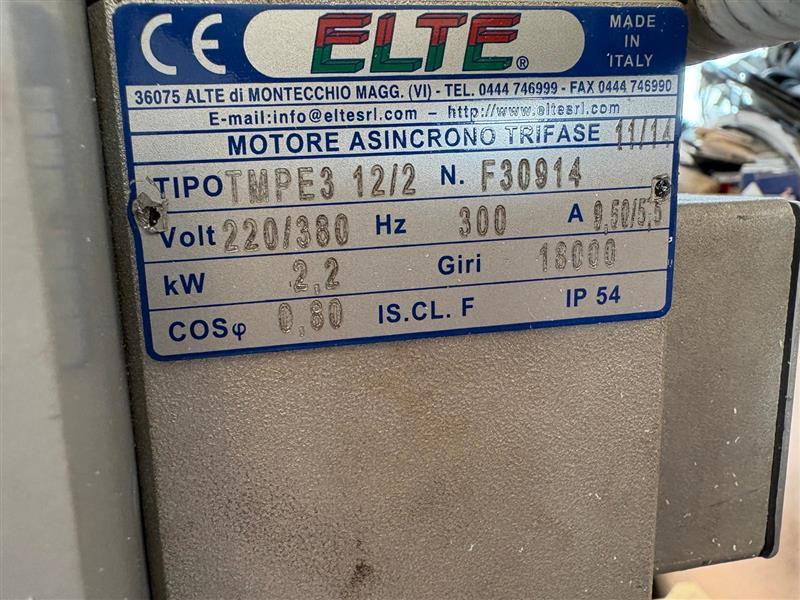 CE ELTE® MADE IN ITALY
36075 ALTE di MONTECCHIO MAGG. (VI) - TEL. 0444 746999 - FAX 0444 746990
E-mail:info@eltesrl.com – http://www.eltesrl.com
MOTORE ASINCRONO TRIFASE 11/14
TIPO TMPE3 12/2 N. F30914
Volt 220/380 Hz 300 A 9,50/5,5
kW 2,2 Giri 18000
COSφ 0,80 IS.CL. F IP 54